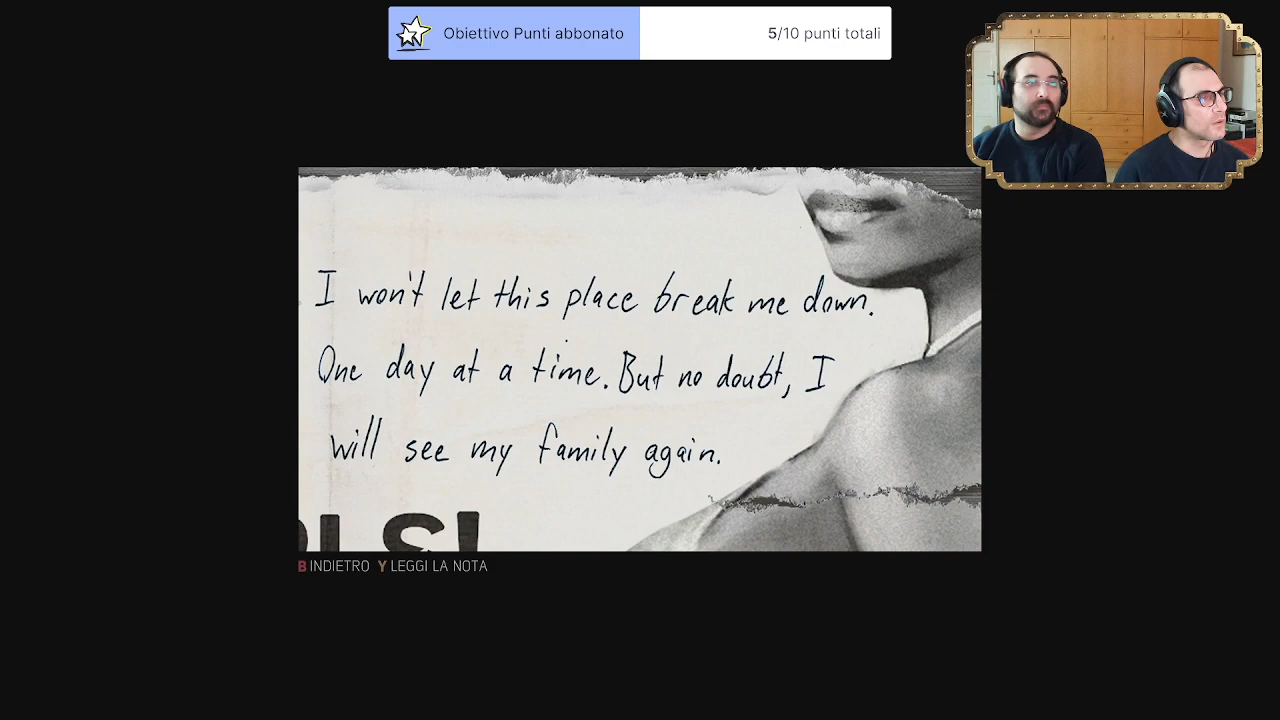 Obiettivo Punti abbonato
5/10 punti totali
I won't let this place break me down.
One day at a time. But no doubt, I
will see my family again.
LS!
B INDIETRO Y LEGGI LA NOTA